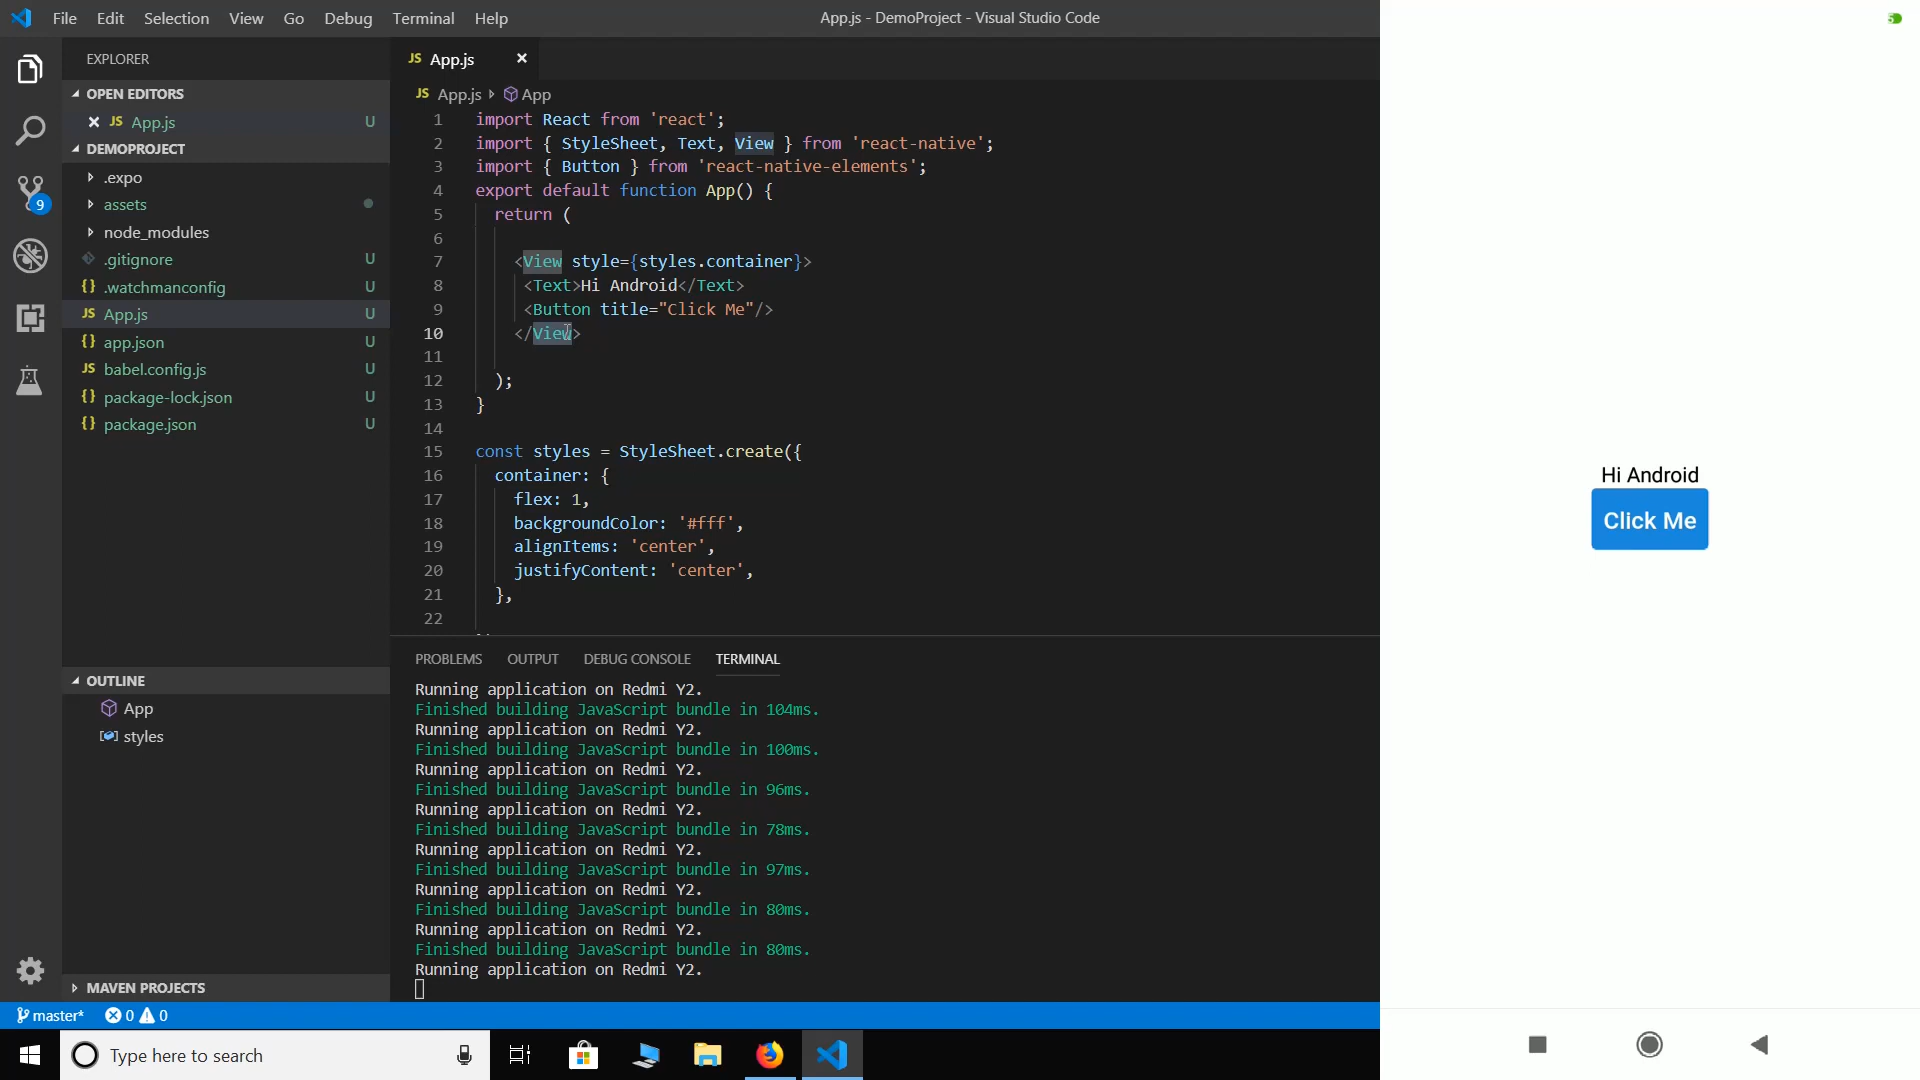 File Edit Selection View Go Debug Terminal Help
App.js - DemoProject - Visual Studio Code
EXPLORER
OPEN EDITORS
JS App.js U
DEMOPROJECT
.expo
assets
node_modules
.gitignore U
{} .watchmanconfig U
JS App.js U
{} app.json U
JS babel.config.js U
{} package-lock.json U
{} package.json U
OUTLINE
App
styles
MAVEN PROJECTS
9
JS App.js
JS App.js App
1 import React from 'react';
2 import { StyleSheet, Text, View } from 'react-native';
3 import { Button } from 'react-native-elements';
4 export default function App() {
5 return (
6
7 <View style={styles.container}>
8 <Text>Hi Android</Text>
9 <Button title="Click Me"/>
10 </View>
11
12 );
13 }
14
15 const styles = StyleSheet.create({
16 container: {
17 flex: 1,
18 backgroundColor: '#fff',
19 alignItems: 'center',
20 justifyContent: 'center',
21 },
22
PROBLEMS OUTPUT DEBUG CONSOLE TERMINAL
Running application on Redmi Y2.
Finished building JavaScript bundle in 104ms.
Running application on Redmi Y2.
Finished building JavaScript bundle in 100ms.
Running application on Redmi Y2.
Finished building JavaScript bundle in 96ms.
Running application on Redmi Y2.
Finished building JavaScript bundle in 78ms.
Running application on Redmi Y2.
Finished building JavaScript bundle in 97ms.
Running application on Redmi Y2.
Finished building JavaScript bundle in 80ms.
Running application on Redmi Y2.
Finished building JavaScript bundle in 80ms.
Running application on Redmi Y2.
master* 0 0
Type here to search
Hi Android
Click Me